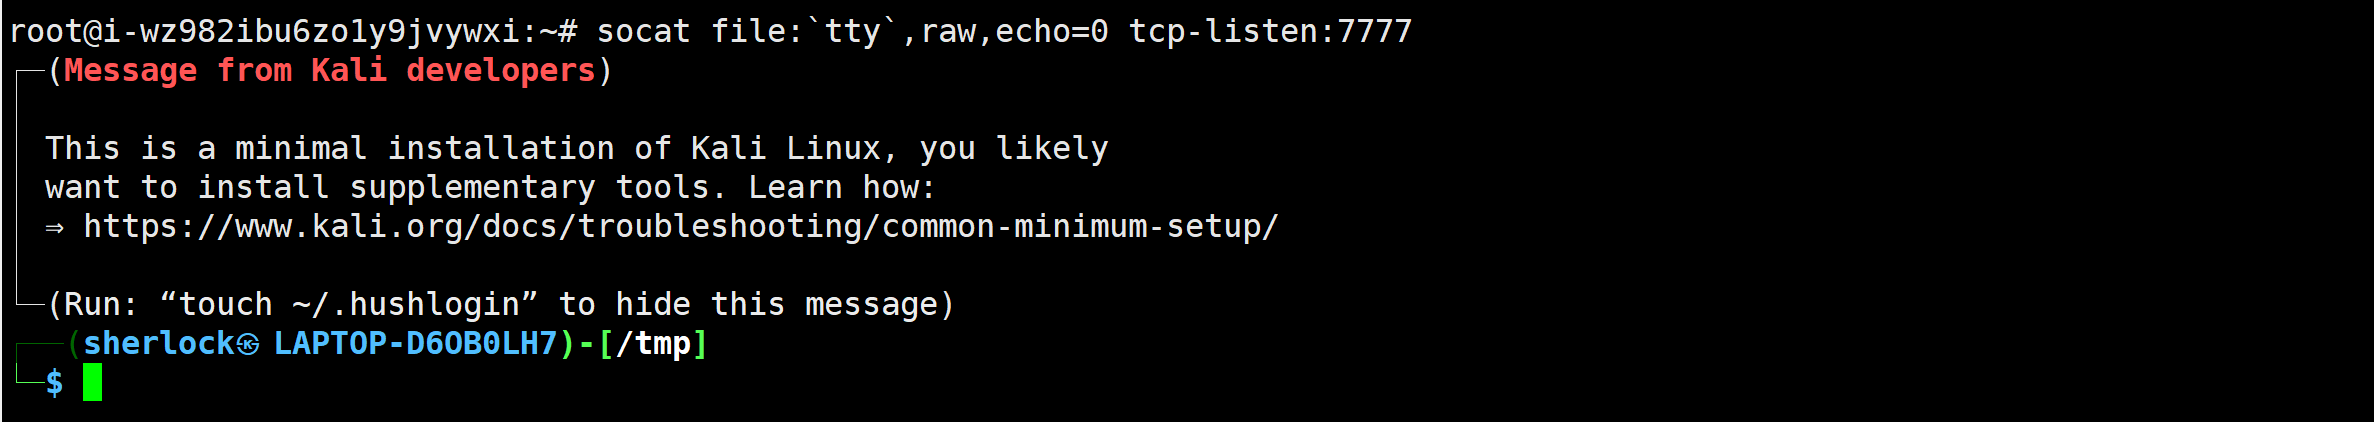 root@i-wz982ibu6zo1y9jvywxi:~# socat file:`tty`,raw,echo=0 tcp-listen:7777
┌──(Message from Kali developers)
│
│ This is a minimal installation of Kali Linux, you likely
│ want to install supplementary tools. Learn how:
│ ⇒ https://www.kali.org/docs/troubleshooting/common-minimum-setup/
│
└──(Run: “touch ~/.hushlogin” to hide this message)
┌──(sherlock㉿LAPTOP-D6OB0LH7)-[/tmp]
└─$